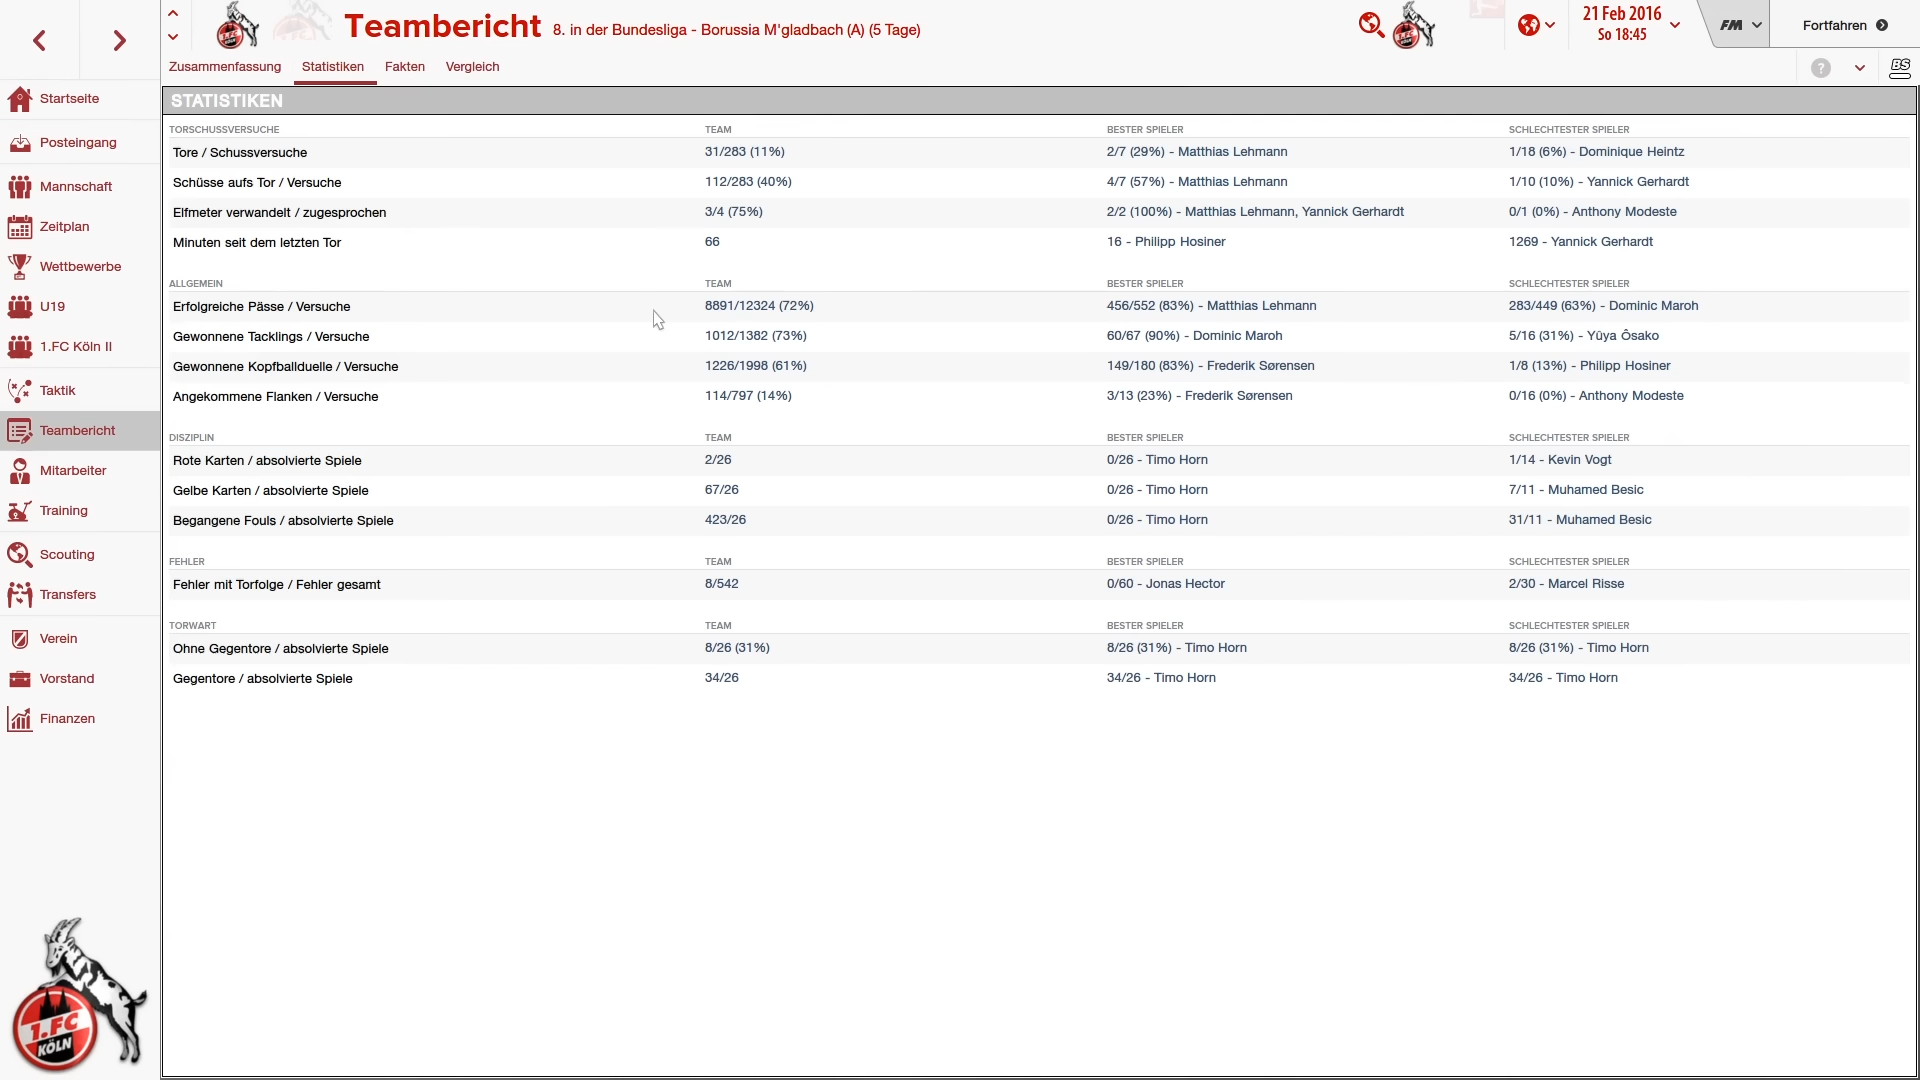 Teambericht 8. in der Bundesliga - Borussia M'gladbach (A) (5 Tage)
21 Feb 2016
So 18:45
FM
Fortfahren
Zusammenfassung Statistiken Fakten Vergleich
?
BS
Startseite
Posteingang
Mannschaft
Zeitplan
Wettbewerbe
U19
1.FC Köln II
Taktik
Teambericht
Mitarbeiter
Training
Scouting
Transfers
Verein
Vorstand
Finanzen
1.FC
KÖLN
STATISTIKEN
TORSCHUSSVERSUCHE TEAM BESTER SPIELER SCHLECHTESTER SPIELER
Tore / Schussversuche 31/283 (11%) 2/7 (29%) - Matthias Lehmann 1/18 (6%) - Dominique Heintz
Schüsse aufs Tor / Versuche 112/283 (40%) 4/7 (57%) - Matthias Lehmann 1/10 (10%) - Yannick Gerhardt
Elfmeter verwandelt / zugesprochen 3/4 (75%) 2/2 (100%) - Matthias Lehmann, Yannick Gerhardt 0/1 (0%) - Anthony Modeste
Minuten seit dem letzten Tor 66 16 - Philipp Hosiner 1269 - Yannick Gerhardt
ALLGEMEIN TEAM BESTER SPIELER SCHLECHTESTER SPIELER
Erfolgreiche Pässe / Versuche 8891/12324 (72%) 456/552 (83%) - Matthias Lehmann 283/449 (63%) - Dominic Maroh
Gewonnene Tacklings / Versuche 1012/1382 (73%) 60/67 (90%) - Dominic Maroh 5/16 (31%) - Yûya Ôsako
Gewonnene Kopfballduelle / Versuche 1226/1998 (61%) 149/180 (83%) - Frederik Sørensen 1/8 (13%) - Philipp Hosiner
Angekommene Flanken / Versuche 114/797 (14%) 3/13 (23%) - Frederik Sørensen 0/16 (0%) - Anthony Modeste
DISZIPLIN TEAM BESTER SPIELER SCHLECHTESTER SPIELER
Rote Karten / absolvierte Spiele 2/26 0/26 - Timo Horn 1/14 - Kevin Vogt
Gelbe Karten / absolvierte Spiele 67/26 0/26 - Timo Horn 7/11 - Muhamed Besic
Begangene Fouls / absolvierte Spiele 423/26 0/26 - Timo Horn 31/11 - Muhamed Besic
FEHLER TEAM BESTER SPIELER SCHLECHTESTER SPIELER
Fehler mit Torfolge / Fehler gesamt 8/542 0/60 - Jonas Hector 2/30 - Marcel Risse
TORWART TEAM BESTER SPIELER SCHLECHTESTER SPIELER
Ohne Gegentore / absolvierte Spiele 8/26 (31%) 8/26 (31%) - Timo Horn 8/26 (31%) - Timo Horn
Gegentore / absolvierte Spiele 34/26 34/26 - Timo Horn 34/26 - Timo Horn